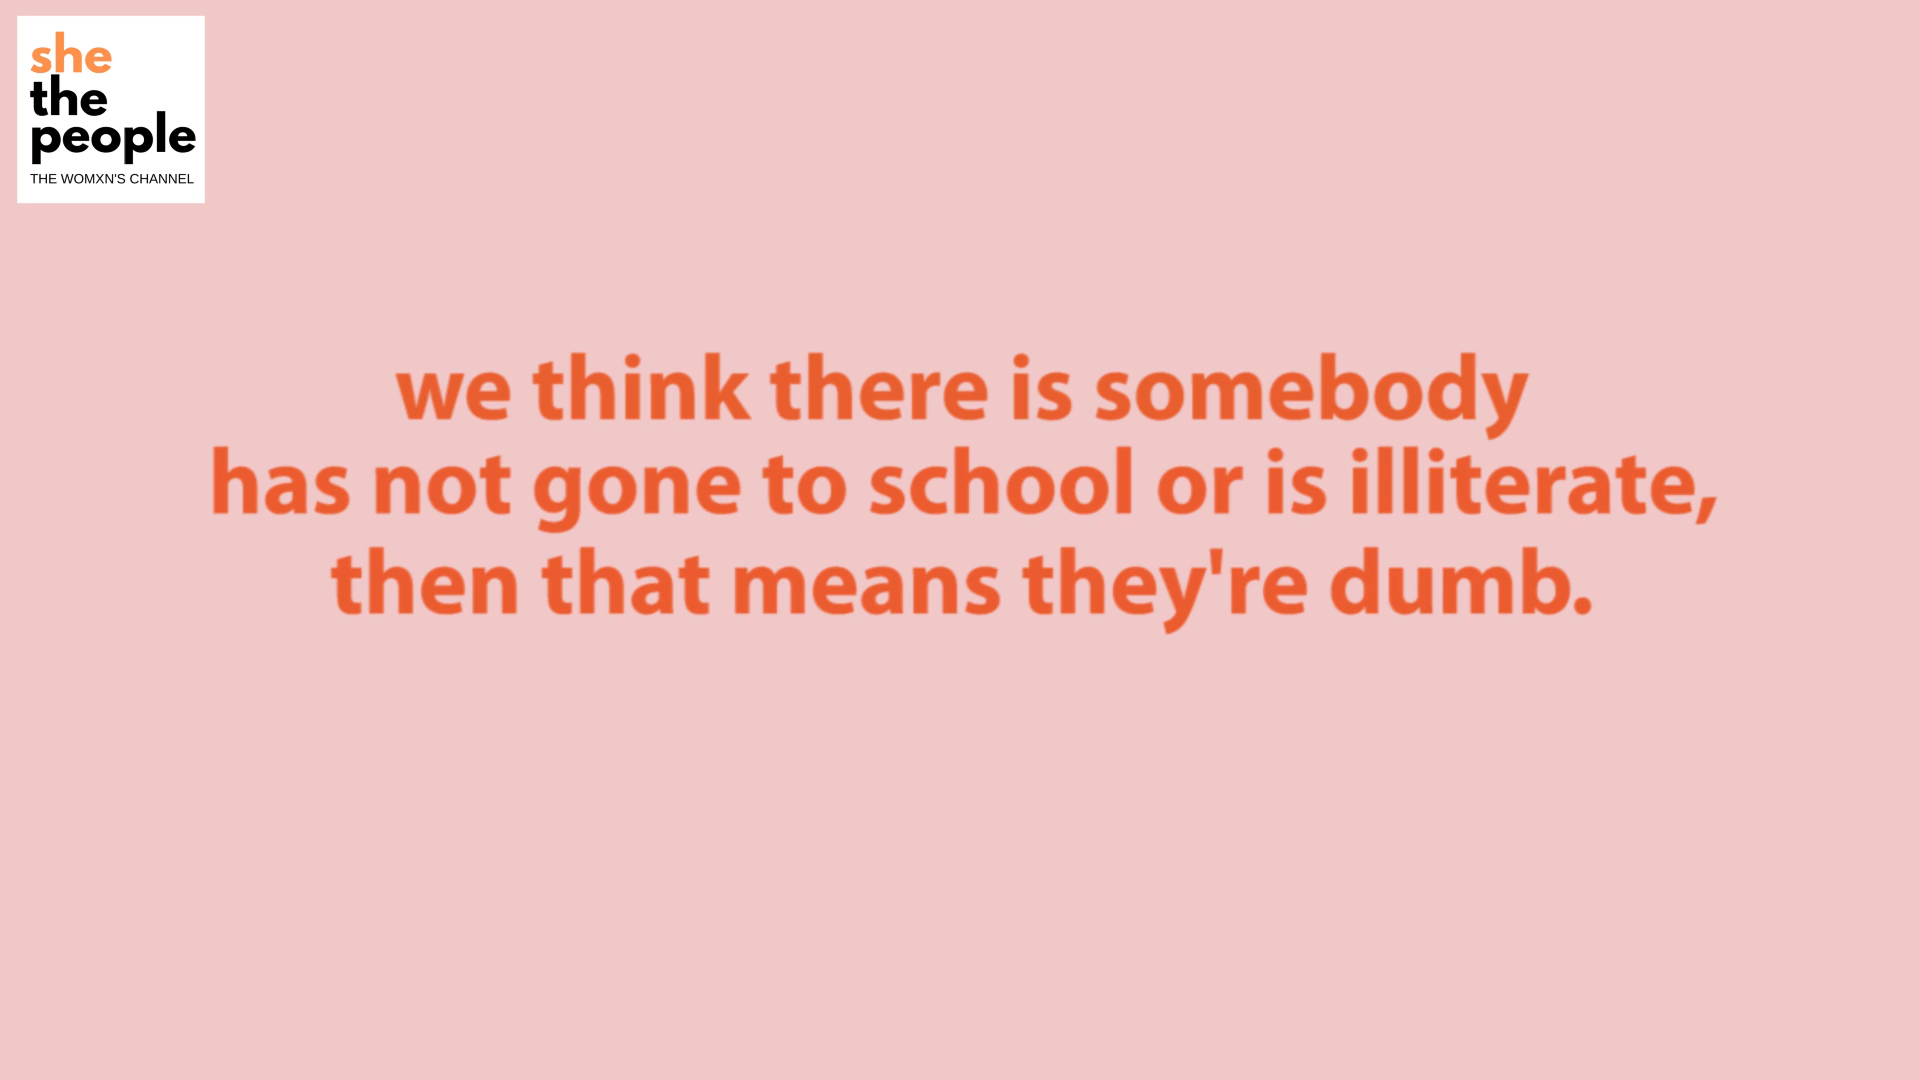 she
the
people
THE WOMXN'S CHANNEL
we think there is somebody
has not gone to school or is illiterate,
then that means they're dumb.